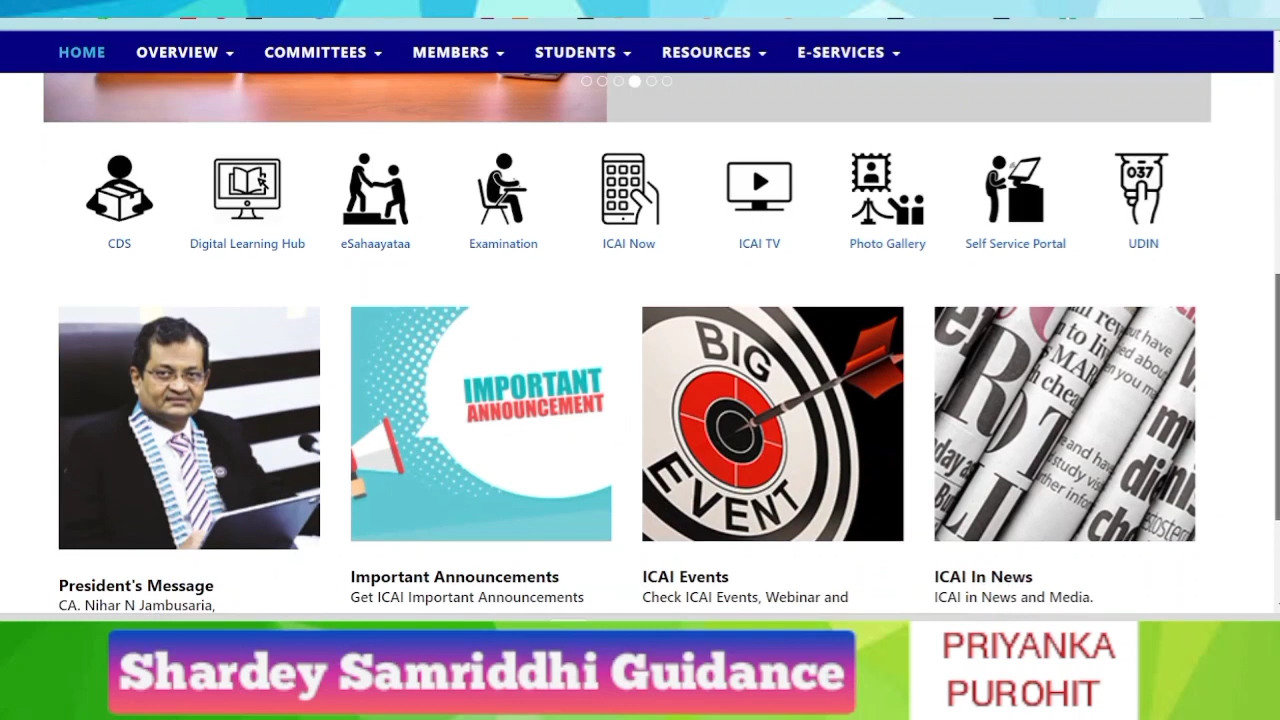 HOME OVERVIEW COMMITTEES MEMBERS STUDENTS RESOURCES E-SERVICES
037
CDS Digital Learning Hub eSahaayataa Examination ICAI Now ICAI TV Photo Gallery Self Service Portal UDIN
IMPORTANT
ANNOUNCEMENT
BIG
EVENT
President's Message
CA. Nihar N Jambusaria,
Important Announcements
Get ICAI Important Announcements
ICAI Events
Check ICAI Events, Webinar and
ICAI In News
ICAI in News and Media.
Shardey Samriddhi Guidance
PRIYANKA
PUROHIT